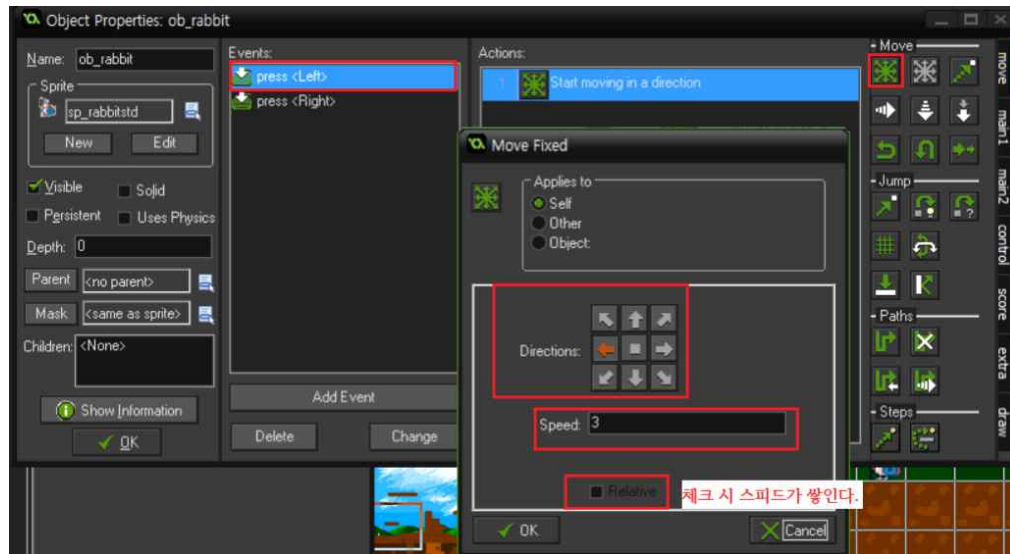 Object Properties: ob_rabbit
Name: ob_rabbit
Sprite
sp_rabbitstd
New Edit
Visible Solid
Persistent Uses Physics
Depth: 0
Parent <no parent>
Mask <same as sprite>
Children: <None>
Show Information
OK
Events:
press <Left>
press <Right>
Add Event
Delete Change
Actions:
1 Start moving in a direction
Move Fixed
Applies to
Self
Other
Object:
Directions:
Speed: 3
Relative
체크 시 스피드가 쌓인다.
OK Cancel
Move
Jump
Paths
Steps
move
main1
main2
control
score
extra
draw